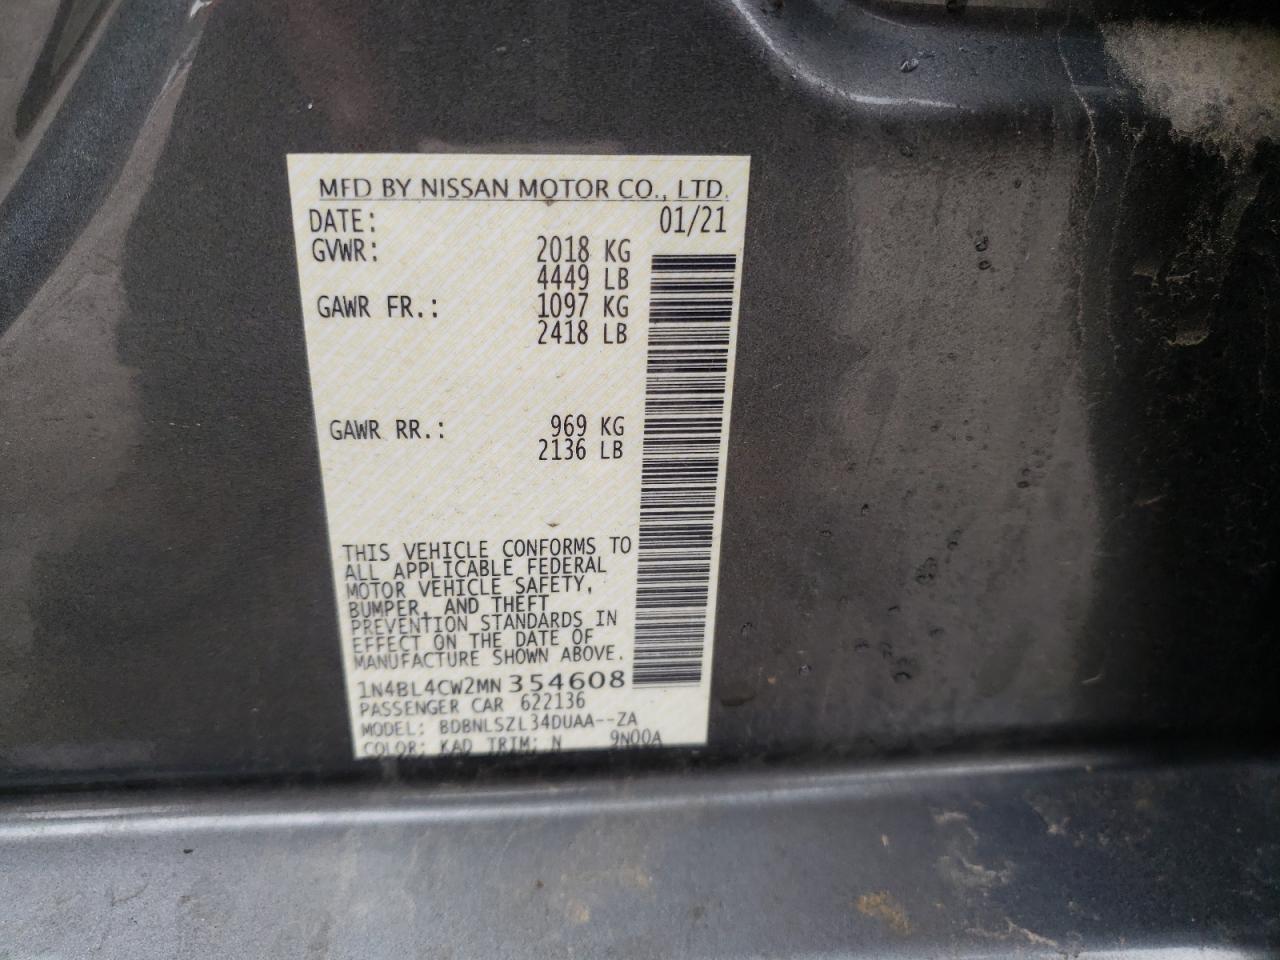 MFD BY NISSAN MOTOR CO., LTD.
DATE: 01/21
GVWR: 2018 KG
4449 LB
GAWR FR.: 1097 KG
2418 LB
GAWR RR.: 969 KG
2136 LB
THIS VEHICLE CONFORMS TO
ALL APPLICABLE FEDERAL
MOTOR VEHICLE SAFETY,
BUMPER, AND THEFT
PREVENTION STANDARDS IN
EFFECT ON THE DATE OF
MANUFACTURE SHOWN ABOVE.
1N4BL4CW2MN354608
PASSENGER CAR 622136
MODEL: BDBNLSZL34DUAA--ZA
COLOR: KAD TRIM: N 9N00A